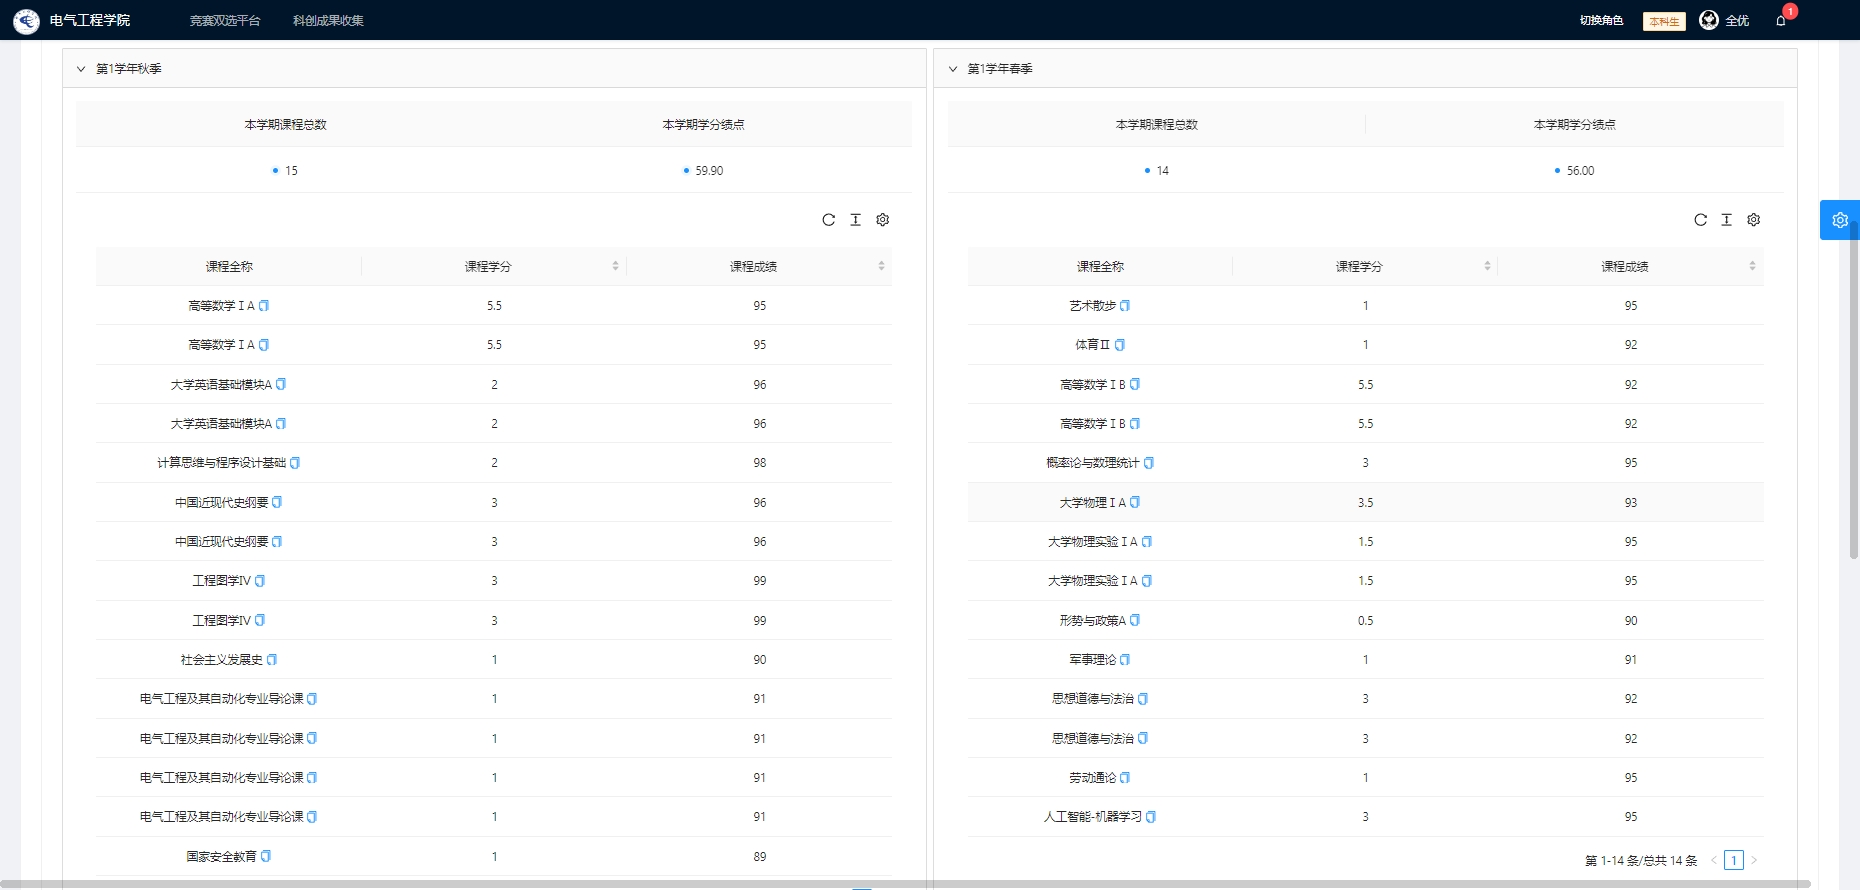 电气工程学院 竞赛双选平台 科创成果收集 切换角色 本科生 全优 1
第1学年秋季
本学期课程总数 本学期学分绩点
15 59.90
课程全称 课程学分 课程成绩
高等数学ⅠA 5.5 95
高等数学ⅠA 5.5 95
大学英语基础模块A 2 96
大学英语基础模块A 2 96
计算思维与程序设计基础 2 98
中国近现代史纲要 3 96
中国近现代史纲要 3 96
工程图学IV 3 99
工程图学IV 3 99
社会主义发展史 1 90
电气工程及其自动化专业导论课 1 91
电气工程及其自动化专业导论课 1 91
电气工程及其自动化专业导论课 1 91
电气工程及其自动化专业导论课 1 91
国家安全教育 1 89
第1学年春季
本学期课程总数 本学期学分绩点
14 56.00
课程全称 课程学分 课程成绩
艺术散步 1 95
体育Ⅱ 1 92
高等数学ⅠB 5.5 92
高等数学ⅠB 5.5 92
概率论与数理统计 3 95
大学物理ⅠA 3.5 93
大学物理实验ⅠA 1.5 95
大学物理实验ⅠA 1.5 95
形势与政策A 0.5 90
军事理论 1 91
思想道德与法治 3 92
思想道德与法治 3 92
劳动通论 1 95
人工智能-机器学习 3 95
第 1-14 条/总共 14 条 < 1 >